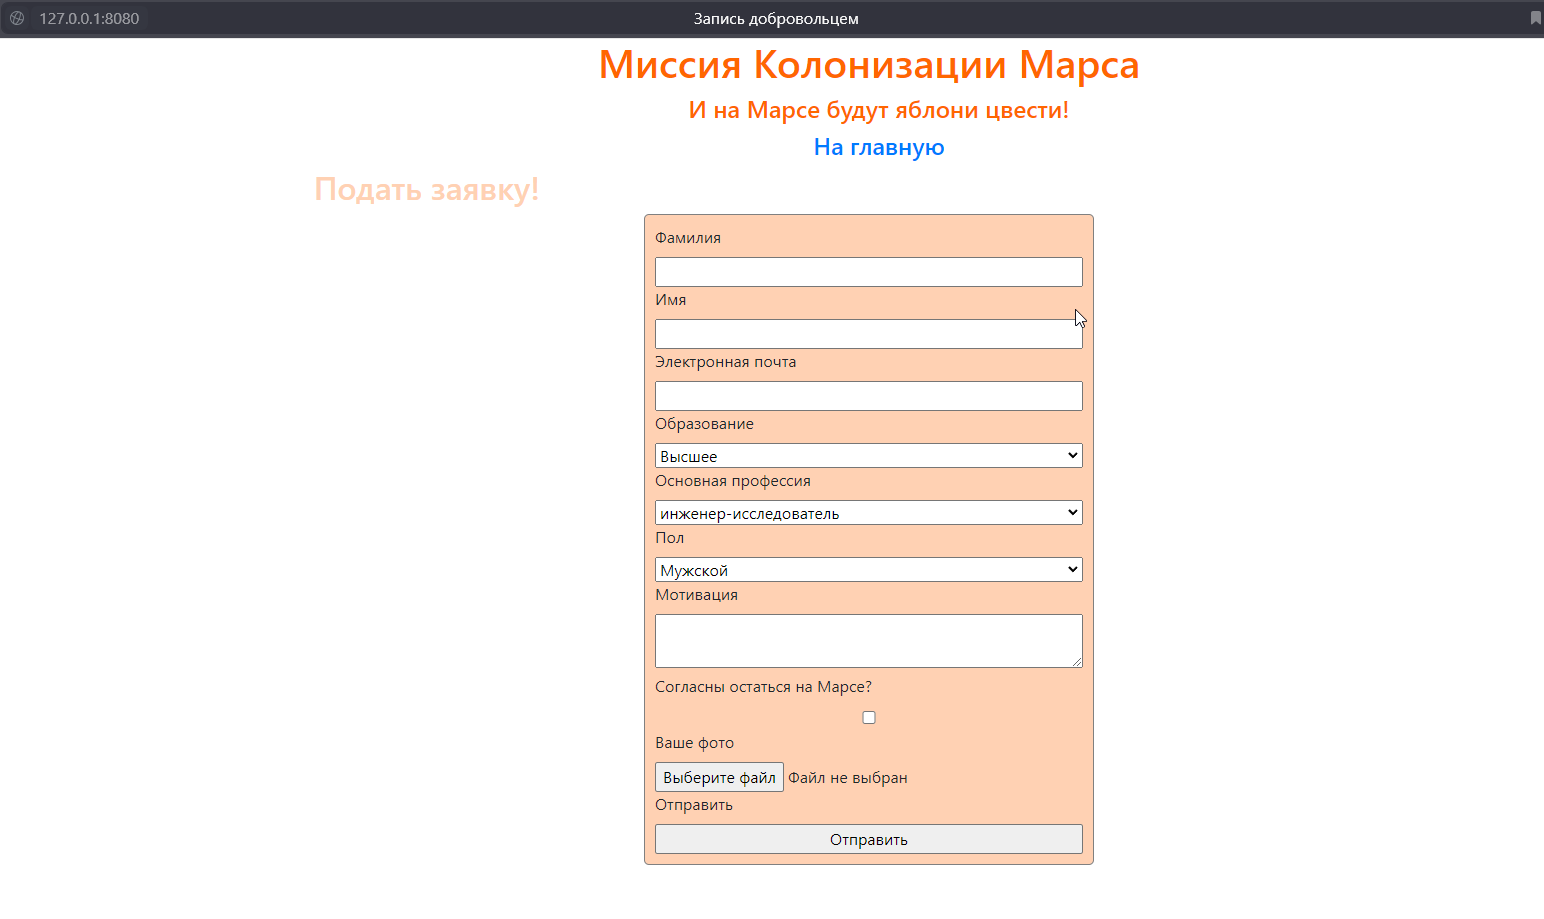 127.0.0.1:8080
Запись добровольцем
Миссия Колонизации Марса
И на Марсе будут яблони цвести!
На главную
Подать заявку!
Фамилия
Имя
Электронная почта
Образование
Высшее
Основная профессия
инженер-исследователь
Пол
Мужской
Мотивация
Согласны остаться на Марсе?
Ваше фото
Выберите файл Файл не выбран
Отправить
Отправить